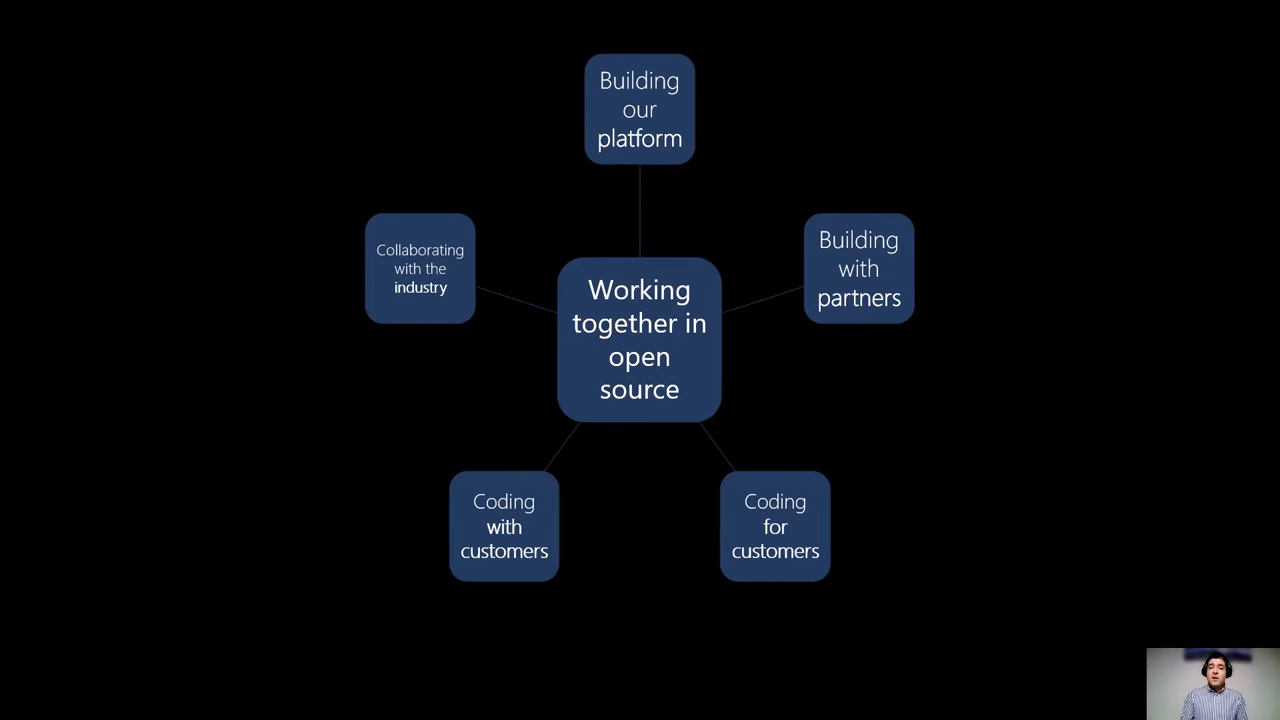 Building
our
platform
Collaborating
with the
industry
Building
with
partners
Working
together in
open
source
Coding
with
customers
Coding
for
customers